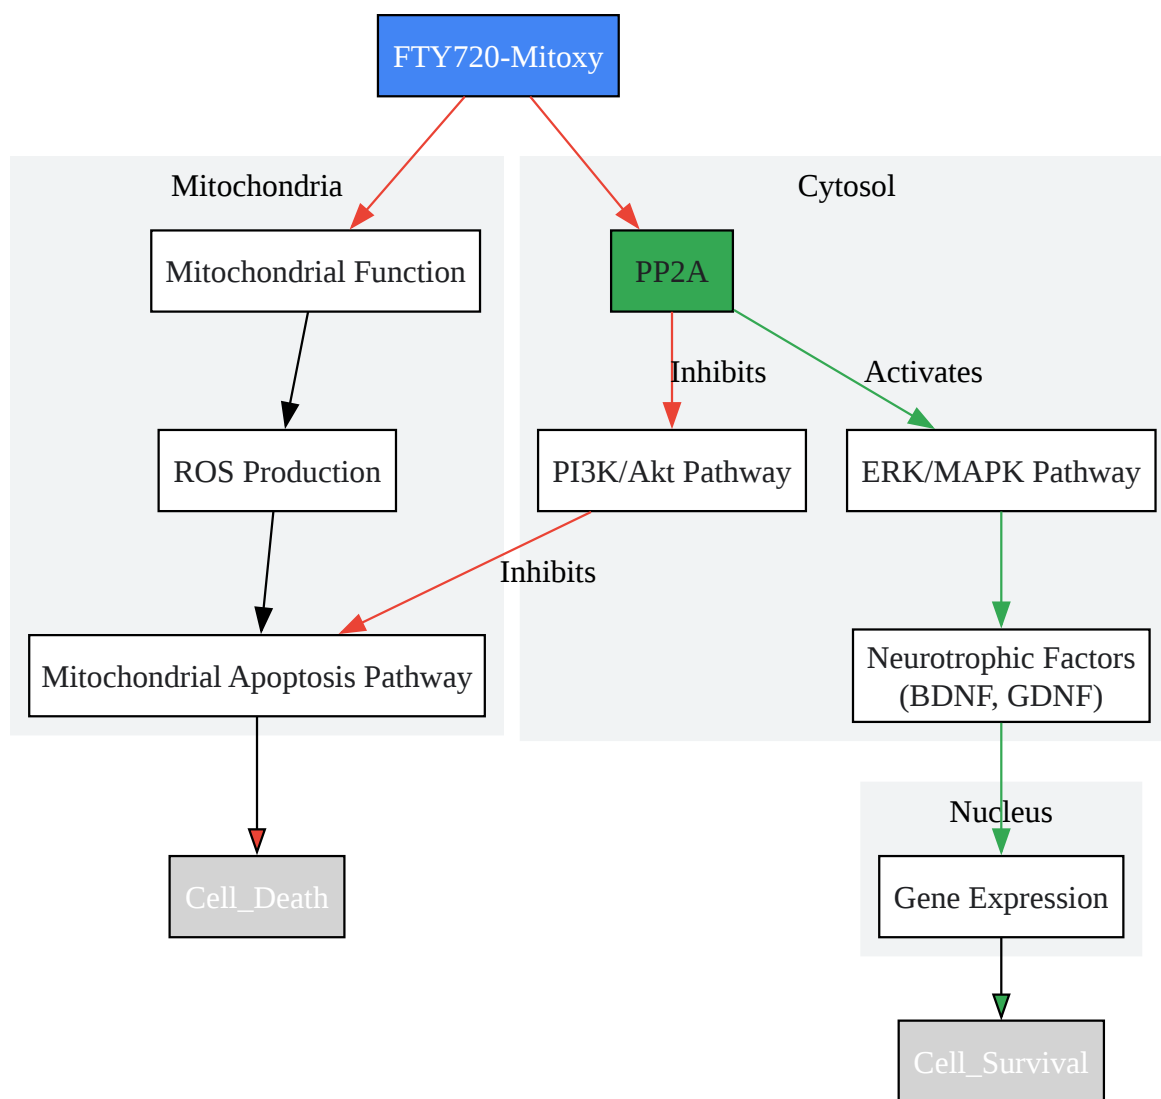 FTY720-Mitoxy
Mitochondria
Cytosol
Mitochondrial Function
PP2A
Inhibits
Activates
ROS Production
PI3K/Akt Pathway
ERK/MAPK Pathway
Inhibits
Mitochondrial Apoptosis Pathway
Neurotrophic Factors
(BDNF, GDNF)
Nucleus
Cell_Death
Gene Expression
Cell_Survival